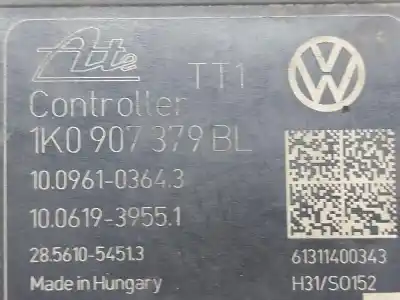 Ate
TT1
Controller
1K0 907 379 BL
10.0961-0364.3
10.0619-3955.1
28.5610-5451.3
61311400343
Made in Hungary
H31/SO152